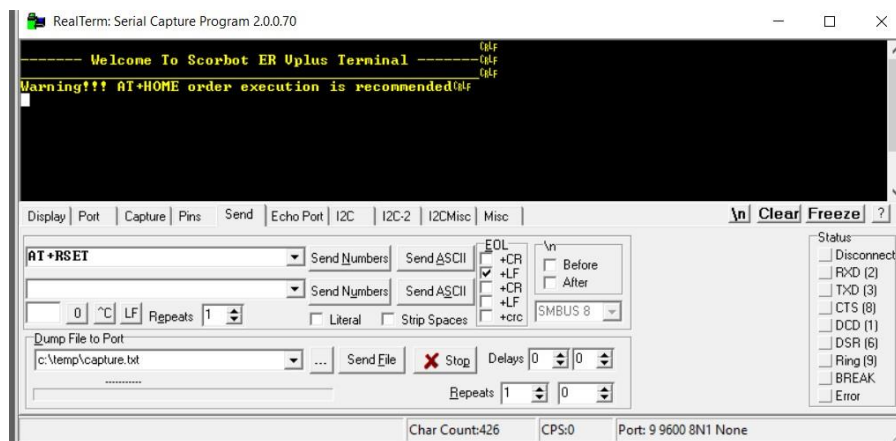 RealTerm: Serial Capture Program 2.0.0.70
CRLF
------- Welcome To Scorbot ER Vplus Terminal -------CRLF
CRLF
Warning!!! AT+HOME order execution is recommendedCRLF
Display Port Capture Pins Send Echo Port I2C I2C-2 I2CMisc Misc \n Clear Freeze ?
AT+RSET Send Numbers Send ASCII EOL +CR \n Before Status
+LF After Disconnect
Send Numbers Send ASCII +CR RXD (2)
+LF TXD (3)
0 ^C LF Repeats 1 Literal Strip Spaces +crc SMBUS 8 CTS (8)
Dump File to Port DCD (1)
c:\temp\capture.txt ... Send File Stop Delays 0 0 DSR (6)
Ring (9)
Repeats 1 0 BREAK
Error
Char Count:426 CPS:0 Port: 9 9600 8N1 None